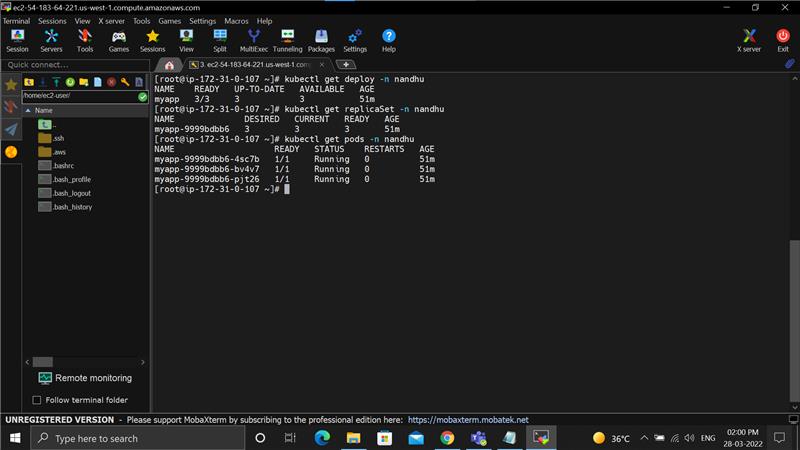 ec2-54-183-64-221.us-west-1.compute.amazonaws.com
Terminal Sessions View X server Tools Games Settings Macros Help
Session Servers Tools Games Sessions View Split MultiExec Tunneling Packages Settings Help X server Exit
Quick connect...
3. ec2-54-183-64-221.us-west-1.comp
/home/ec2-user/
Name
..
.ssh
.aws
.bashrc
.bash_profile
.bash_logout
.bash_history
Remote monitoring
Follow terminal folder
[root@ip-172-31-0-107 ~]# kubectl get deploy -n nandhu
NAME READY UP-TO-DATE AVAILABLE AGE
myapp 3/3 3 3 51m
[root@ip-172-31-0-107 ~]# kubectl get replicaSet -n nandhu
NAME DESIRED CURRENT READY AGE
myapp-9999bdbb6 3 3 3 51m
[root@ip-172-31-0-107 ~]# kubectl get pods -n nandhu
NAME READY STATUS RESTARTS AGE
myapp-9999bdbb6-4sc7b 1/1 Running 0 51m
myapp-9999bdbb6-bv4v7 1/1 Running 0 51m
myapp-9999bdbb6-pjt26 1/1 Running 0 51m
[root@ip-172-31-0-107 ~]#
UNREGISTERED VERSION - Please support MobaXterm by subscribing to the professional edition here: https://mobaxterm.mobatek.net
Type here to search
36°C
ENG
02:00 PM
28-03-2022